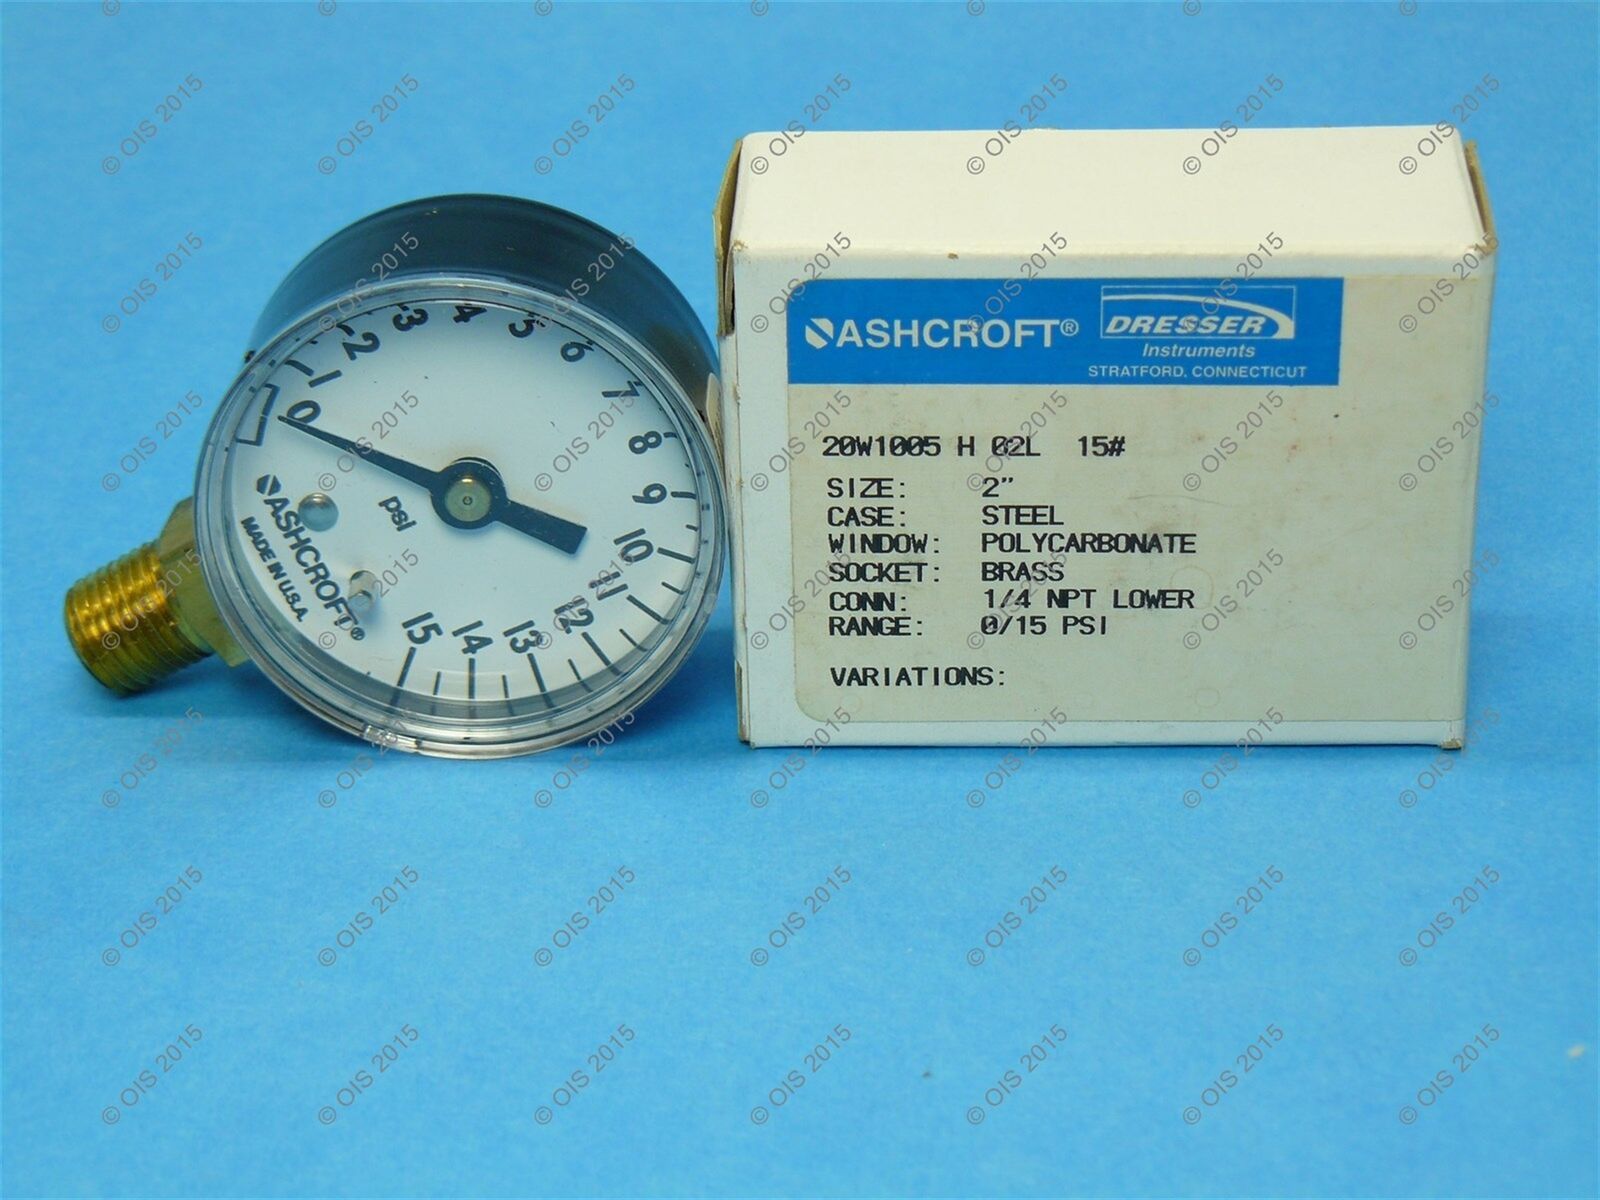 0
1
2
3
4
5
6
7
8
9
10
11
12
13
14
15
psi
ASHCROFT®
MADE IN U.S.A.
ASHCROFT® DRESSER
Instruments
STRATFORD, CONNECTICUT
20W1005 H 02L 15#
SIZE: 2"
CASE: STEEL
WINDOW: POLYCARBONATE
SOCKET: BRASS
CONN: 1/4 NPT LOWER
RANGE: 0/15 PSI
VARIATIONS:
© OIS 2015